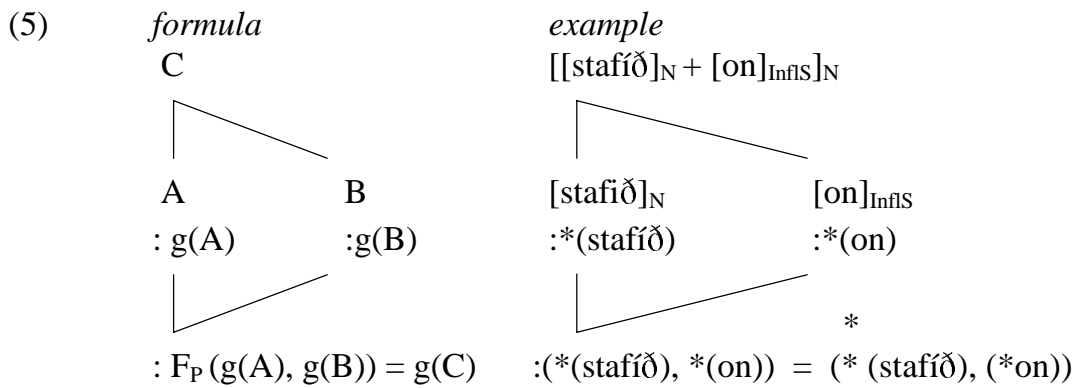 (5) formula example
C [[stafíð]N + [on]InflS]N
A B [stafið]N [on]InflS
: g(A) :g(B) :*(stafíð) :*(on)
*
: FP (g(A), g(B)) = g(C) :(*(stafíð), *(on)) = (* (stafíð), (*on))